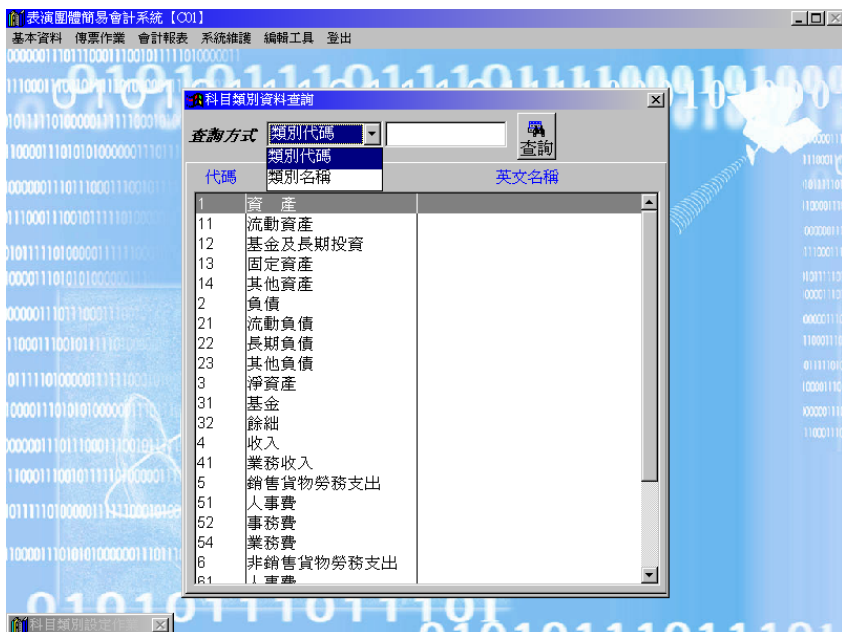 表演團體簡易會計系統【C01】
基本資料 傳票作業 會計報表 系統維護 編輯工具 登出
科目類別資料查詢
查詢方式 類別代碼 查詢
類別代碼
類別名稱
代碼 英文名稱
1 資 產
11 流動資產
12 基金及長期投資
13 固定資產
14 其他資產
2 負債
21 流動負債
22 長期負債
23 其他負債
3 淨資產
31 基金
32 餘絀
4 收入
41 業務收入
5 銷售貨物勞務支出
51 人事費
52 事務費
54 業務費
6 非銷售貨物勞務支出
61 人事費
科目類別設定作